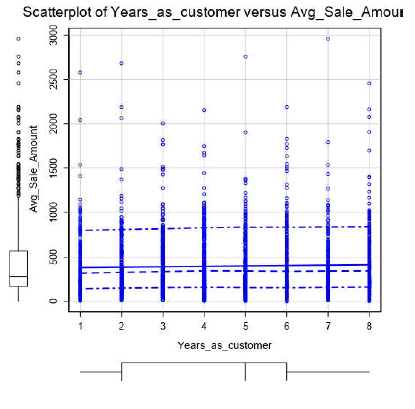 Scatterplot of Years_as_customer versus Avg_Sale_Amour
3000
2500
2000
1500
1000
500
0
Avg_Sale_Amount
1 2 3 4 5 6 7 8
Years_as_customer